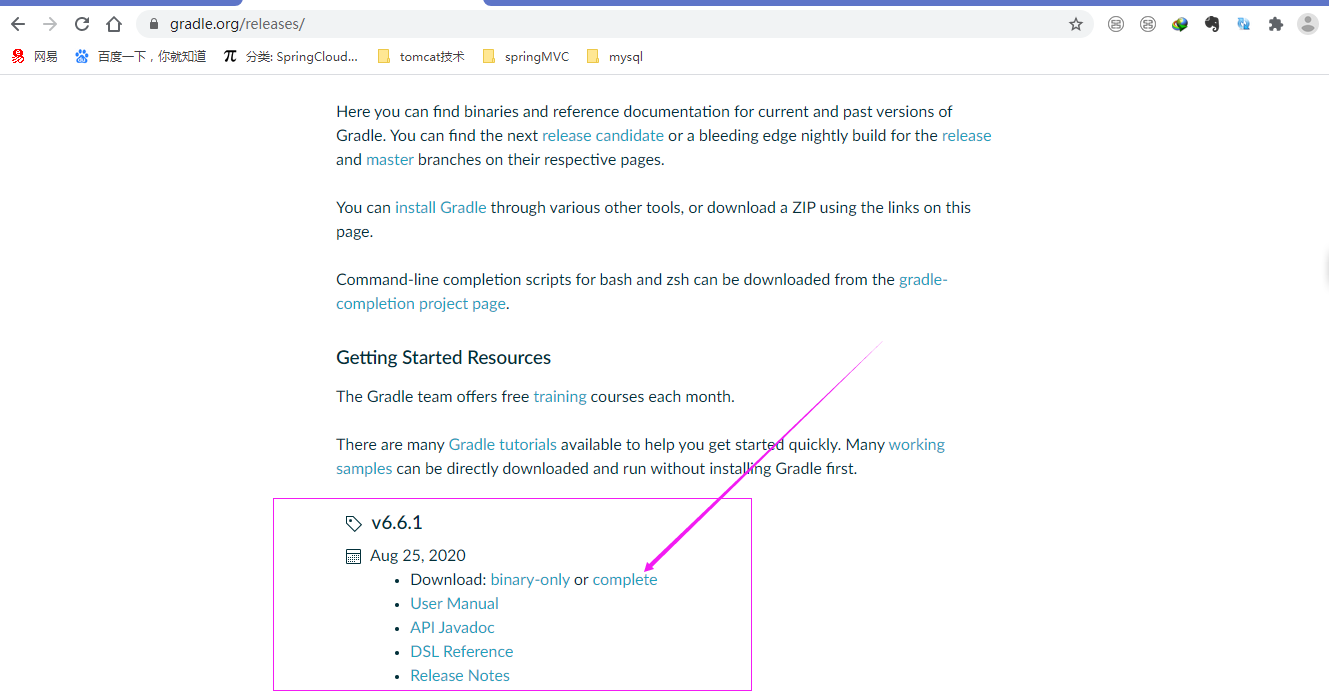 gradle.org/releases/
网易 百度一下，你就知道 π 分类: SpringCloud... tomcat技术 springMVC mysql
Here you can find binaries and reference documentation for current and past versions of
Gradle. You can find the next release candidate or a bleeding edge nightly build for the release
and master branches on their respective pages.
You can install Gradle through various other tools, or download a ZIP using the links on this
page.
Command-line completion scripts for bash and zsh can be downloaded from the gradle-
completion project page.
Getting Started Resources
The Gradle team offers free training courses each month.
There are many Gradle tutorials available to help you get started quickly. Many working
samples can be directly downloaded and run without installing Gradle first.
v6.6.1
Aug 25, 2020
• Download: binary-only or complete
• User Manual
• API Javadoc
• DSL Reference
• Release Notes